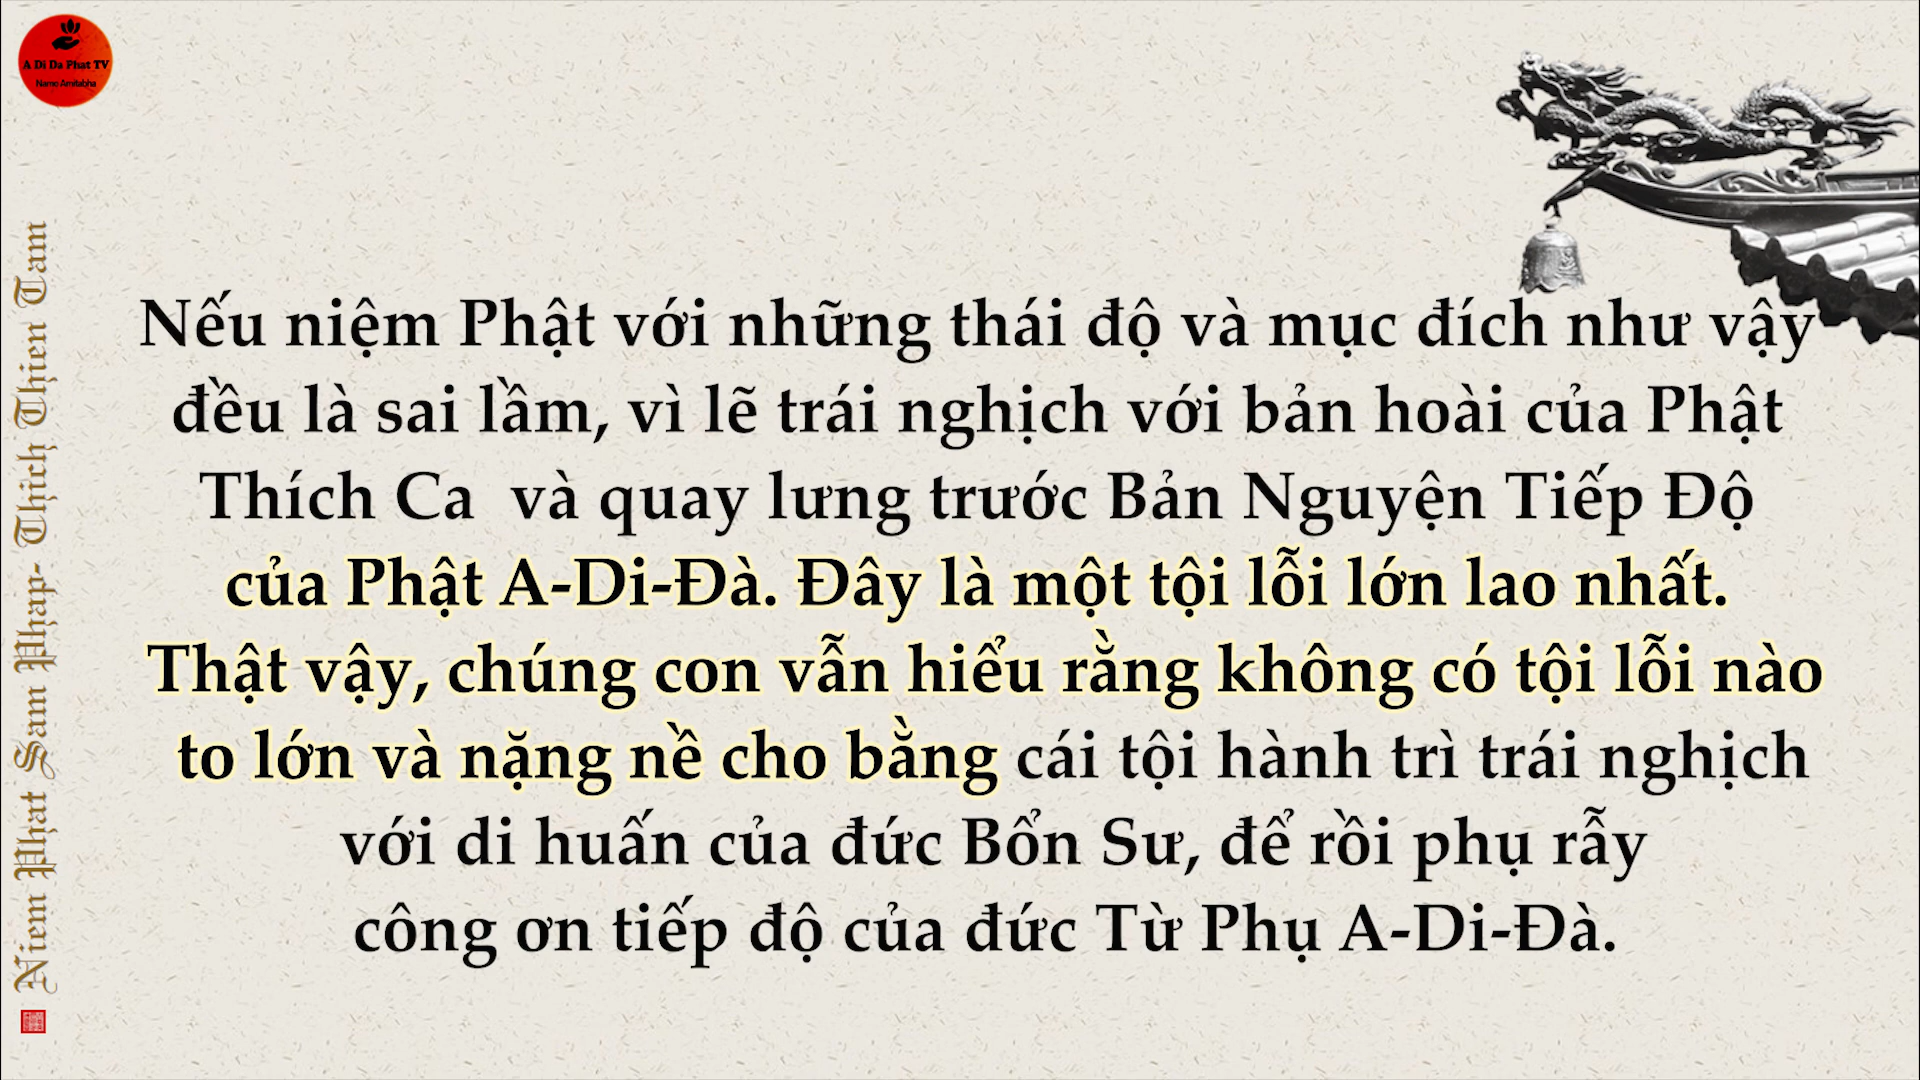 A Di Da Phat TV
Namo Amitabha
Niem Phat Sam Phap- Thich Thien Tam
Nếu niệm Phật với những thái độ và mục đích như vậy
đều là sai lầm, vì lẽ trái nghịch với bản hoài của Phật
Thích Ca  và quay lưng trước Bản Nguyện Tiếp Độ
của Phật A-Di-Đà. Đây là một tội lỗi lớn lao nhất.
Thật vậy, chúng con vẫn hiểu rằng không có tội lỗi nào
to lớn và nặng nề cho bằng cái tội hành trì trái nghịch
với di huấn của đức Bổn Sư, để rồi phụ rẫy
công ơn tiếp độ của đức Từ Phụ A-Di-Đà.